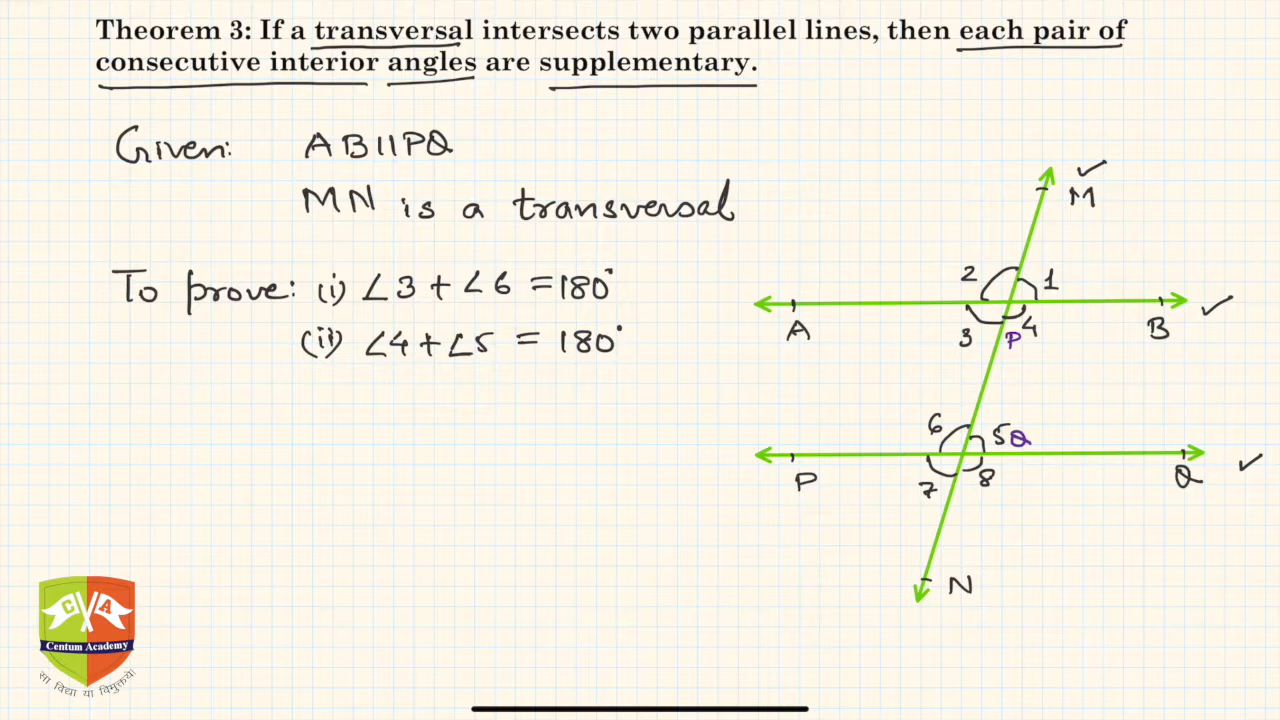 Theorem 3: If a transversal intersects two parallel lines, then each pair of
consecutive interior angles are supplementary.
Given: AB||PQ
MN is a transversal
To prove: (i) ∠3 + ∠6 = 180°
(ii) ∠4 + ∠5 = 180°
M
2 1
A 3 P 4 B
6 5 Q
P 7 8 Q
N
C A
Centum Academy
सा विद्या या विमुक्तये